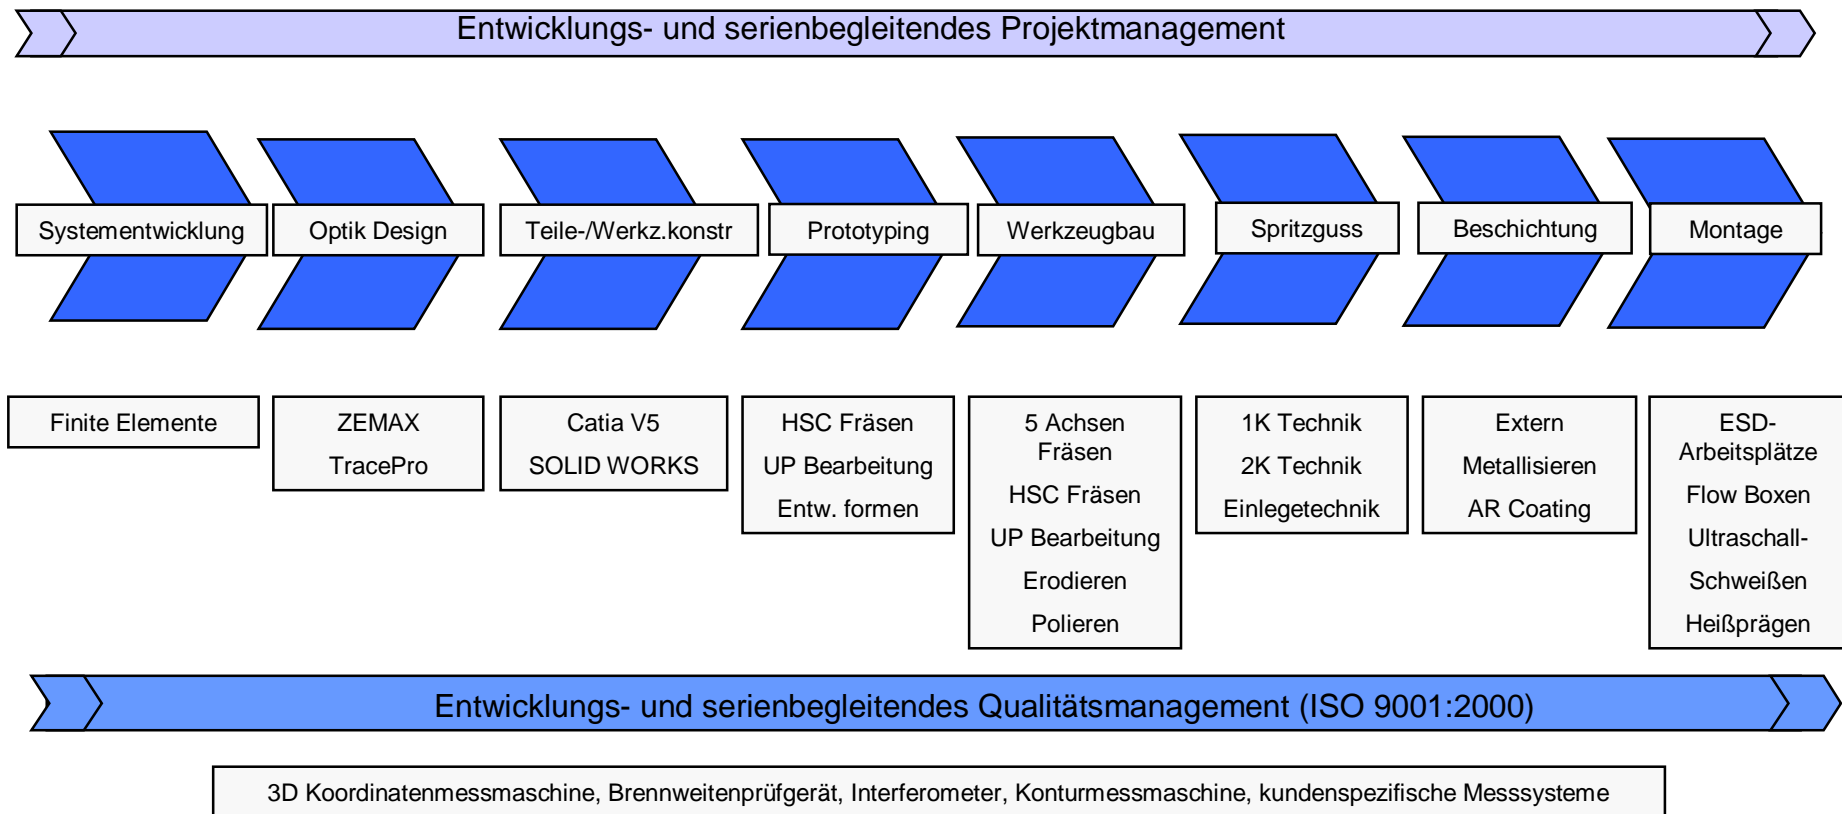 Entwicklungs- und serienbegleitendes Projektmanagement
Systementwicklung
Optik Design
Teile-/Werkz.konstr
Prototyping
Werkzeugbau
Spritzguss
Beschichtung
Montage
Finite Elemente
ZEMAX
TracePro
Catia V5
SOLID WORKS
HSC Fräsen
UP Bearbeitung
Entw. formen
5 Achsen
Fräsen
HSC Fräsen
UP Bearbeitung
Erodieren
Polieren
1K Technik
2K Technik
Einlegetechnik
Extern
Metallisieren
AR Coating
ESD-
Arbeitsplätze
Flow Boxen
Ultraschall-
Schweißen
Heißprägen
Entwicklungs- und serienbegleitendes Qualitätsmanagement (ISO 9001:2000)
3D Koordinatenmessmaschine, Brennweitenprüfgerät, Interferometer, Konturmessmaschine, kundenspezifische Messsysteme